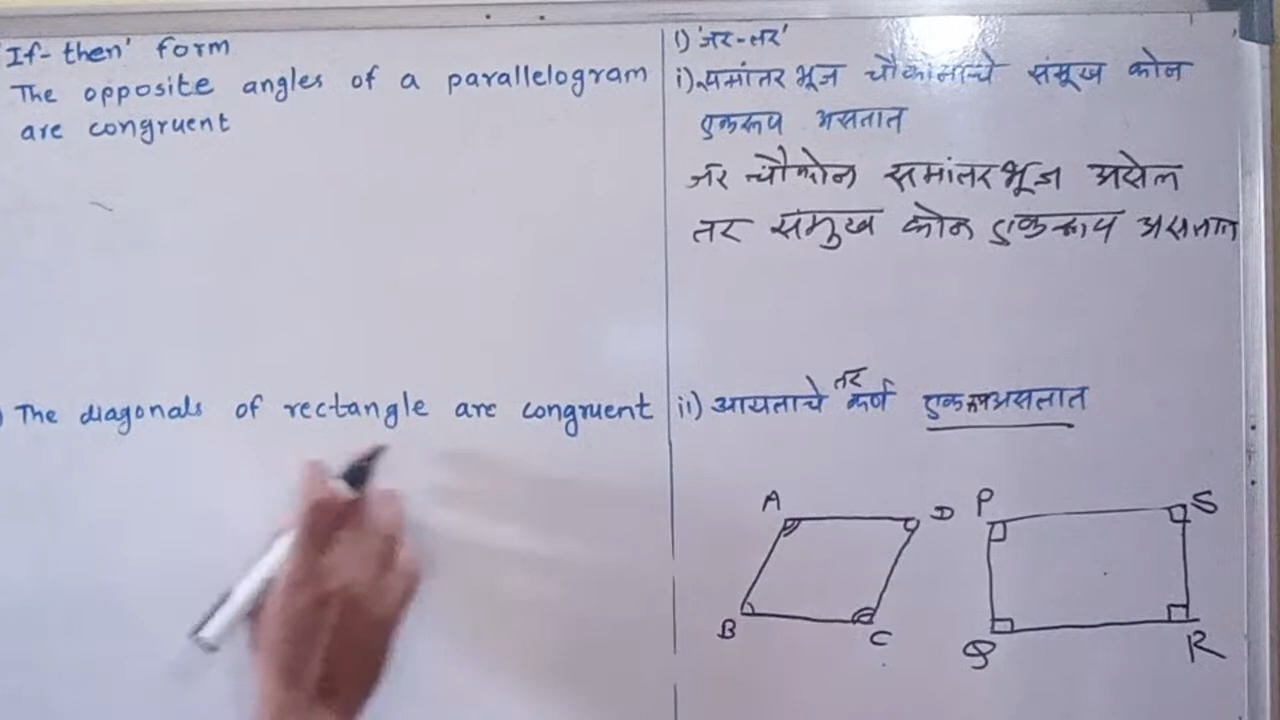 'If-then' form
The opposite angles of a parallelogram
are congruent
) The diagonals of rectangle are congruent
1) 'जर-तर'
i) समांतरभूज चौकोनाचे संमूख कोन
एकरूप असतात
जर चौकोन समांतरभूज असेल
तर संमुख कोन एकरूप असतात
तर
ii) आयताचे कर्ण एकरूप असतात
A D P S
B C Q R